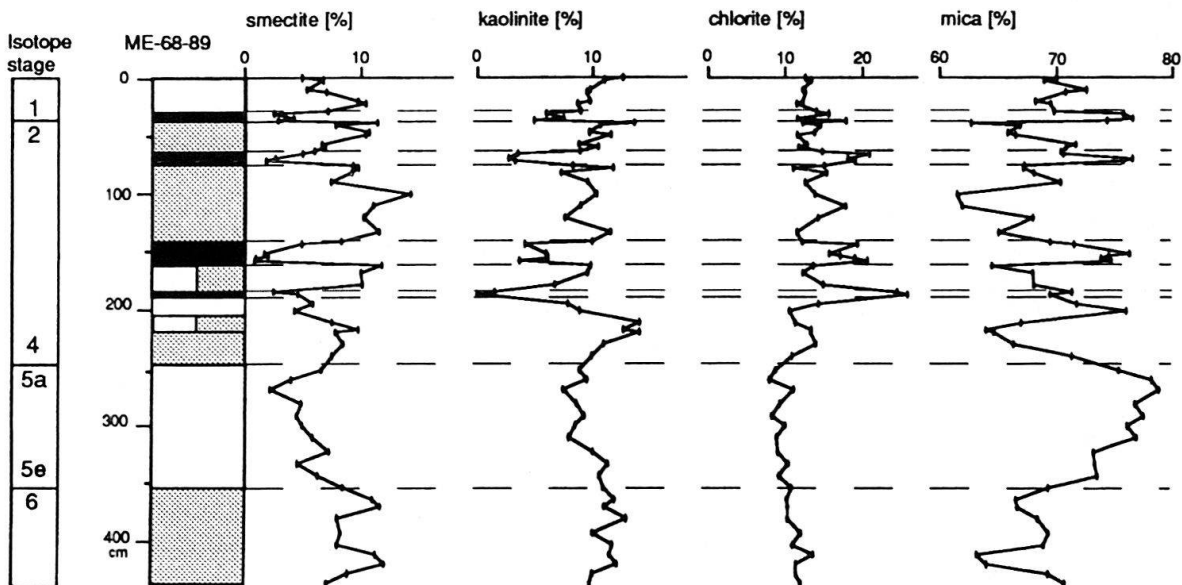 smectite [%] kaolinite [%] chlorite [%] mica [%]
Isotope stage ME-68-89
0 10 0 10 0 10 20 60 70 80
0
1
2
100
200
4
5a
300
5e
6
400
cm